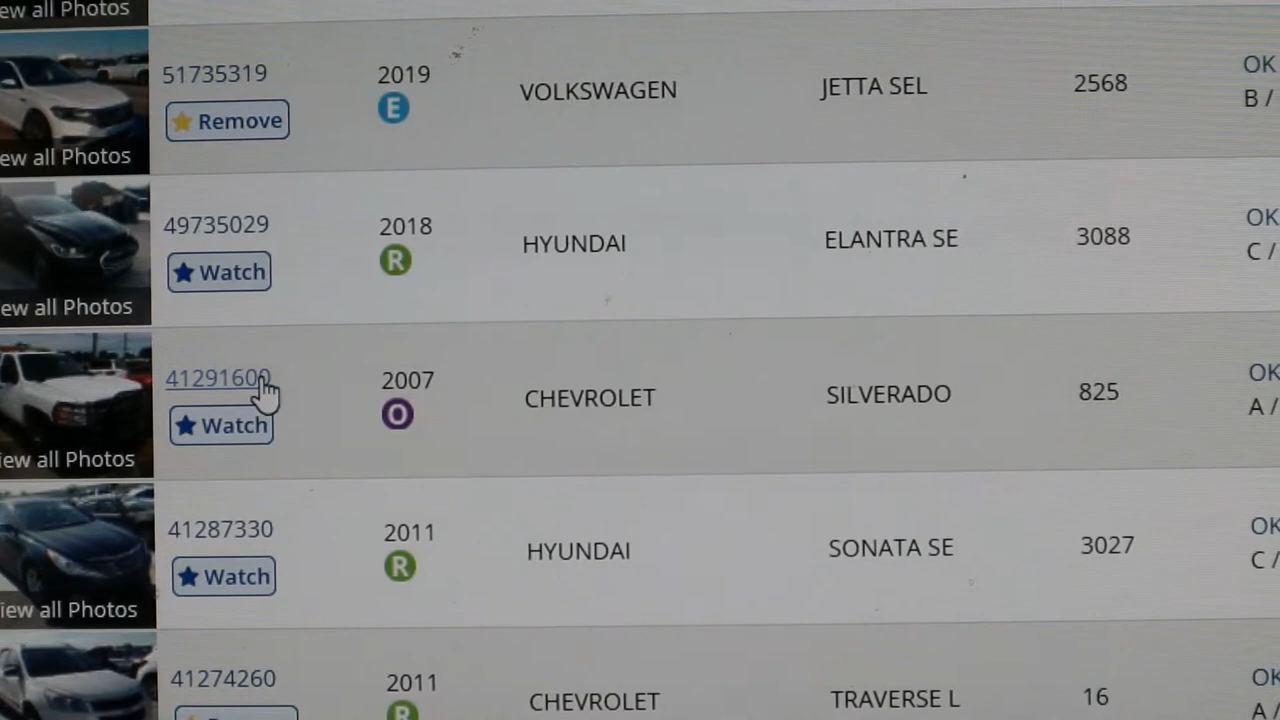 ew all Photos
51735319 2019 VOLKSWAGEN JETTA SEL 2568 OK
E B /
Remove
ew all Photos
49735029 2018 HYUNDAI ELANTRA SE 3088 OK
R C /
Watch
ew all Photos
41291600 2007 CHEVROLET SILVERADO 825 OK
O A /
Watch
iew all Photos
41287330 2011 HYUNDAI SONATA SE 3027 OK
R C /
Watch
iew all Photos
41274260 2011 CHEVROLET TRAVERSE L 16 OK
R A /